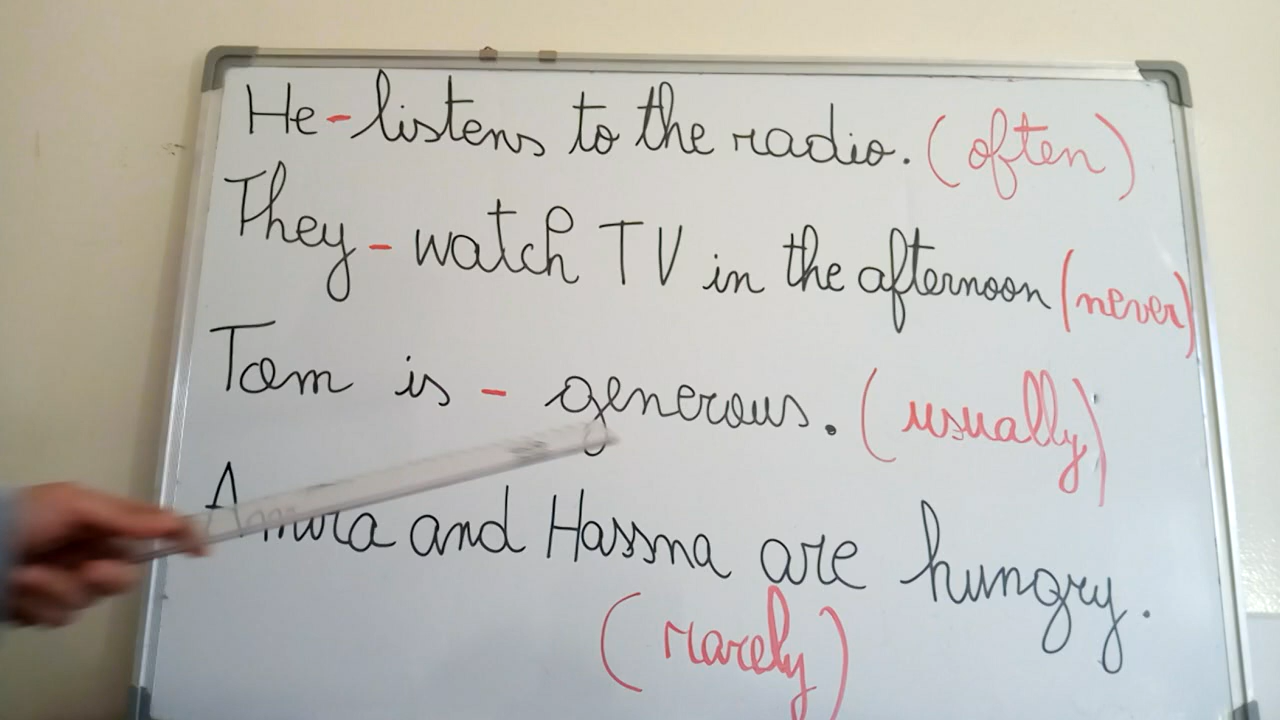 He - listens to the radio. (often)
They - watch TV in the afternoon (never)
Tom is - generous. (usually)
Amira and Hassna are hungry.
(rarely)